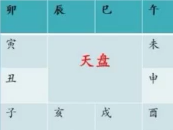 卯 辰 巳 午
寅 未
天盘
丑 申
子 亥 戌 酉